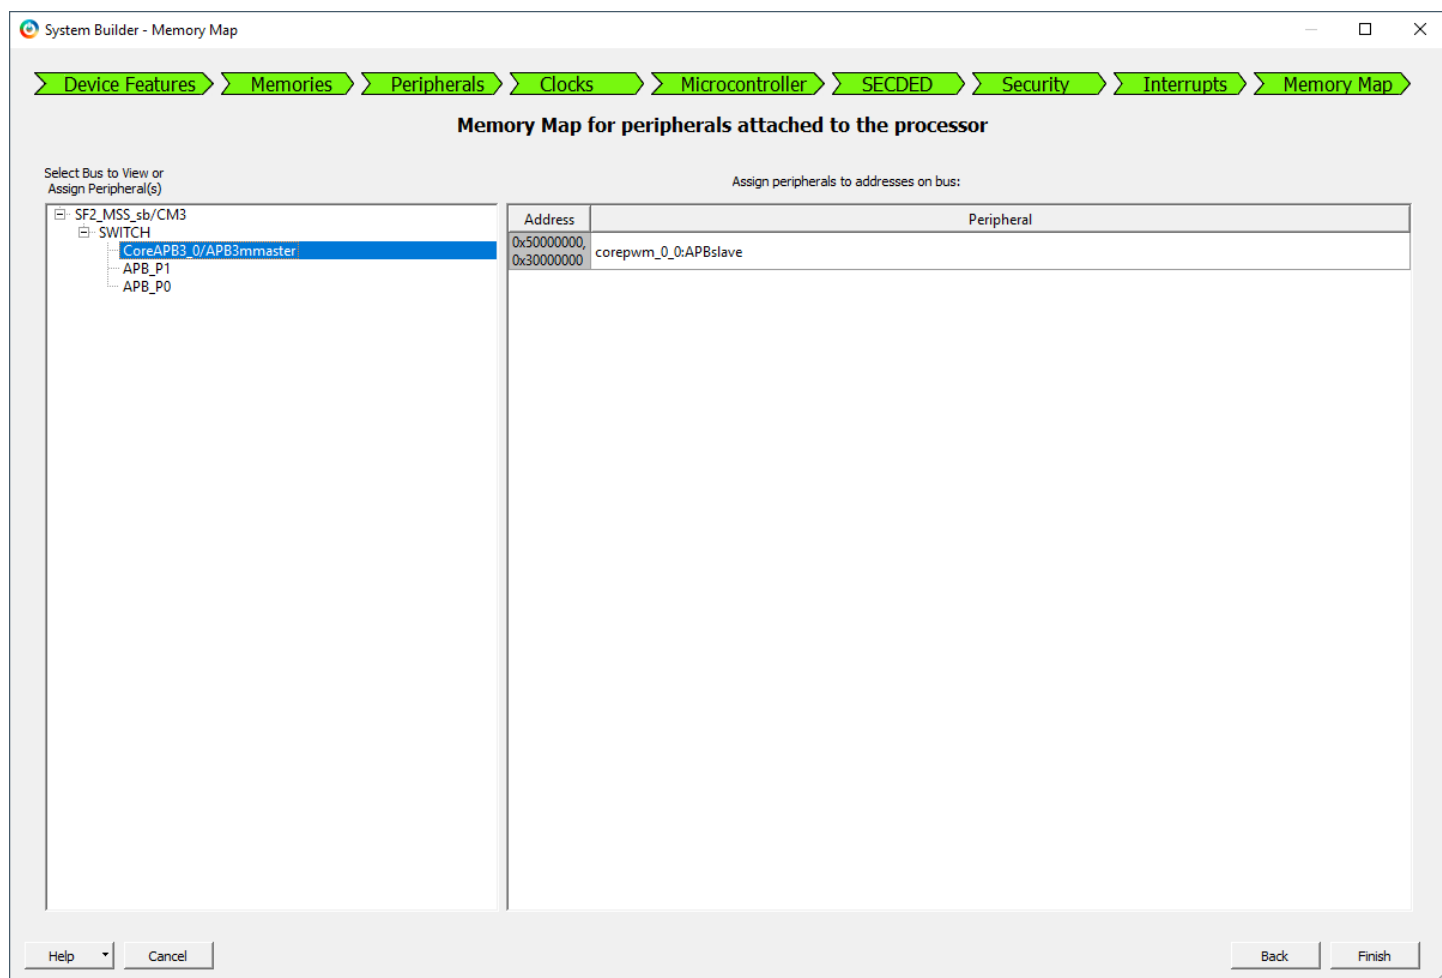 System Builder - Memory Map
Device Features Memories Peripherals Clocks Microcontroller SECDED Security Interrupts Memory Map
Memory Map for peripherals attached to the processor
Select Bus to View or
Assign Peripheral(s)
Assign peripherals to addresses on bus:
SF2_MSS_sb/CM3
SWITCH
CoreAPB3_0/APB3mmaster
APB_P1
APB_P0
Address Peripheral
0x50000000,
0x30000000
corepwm_0_0:APBslave
Help Cancel Back Finish